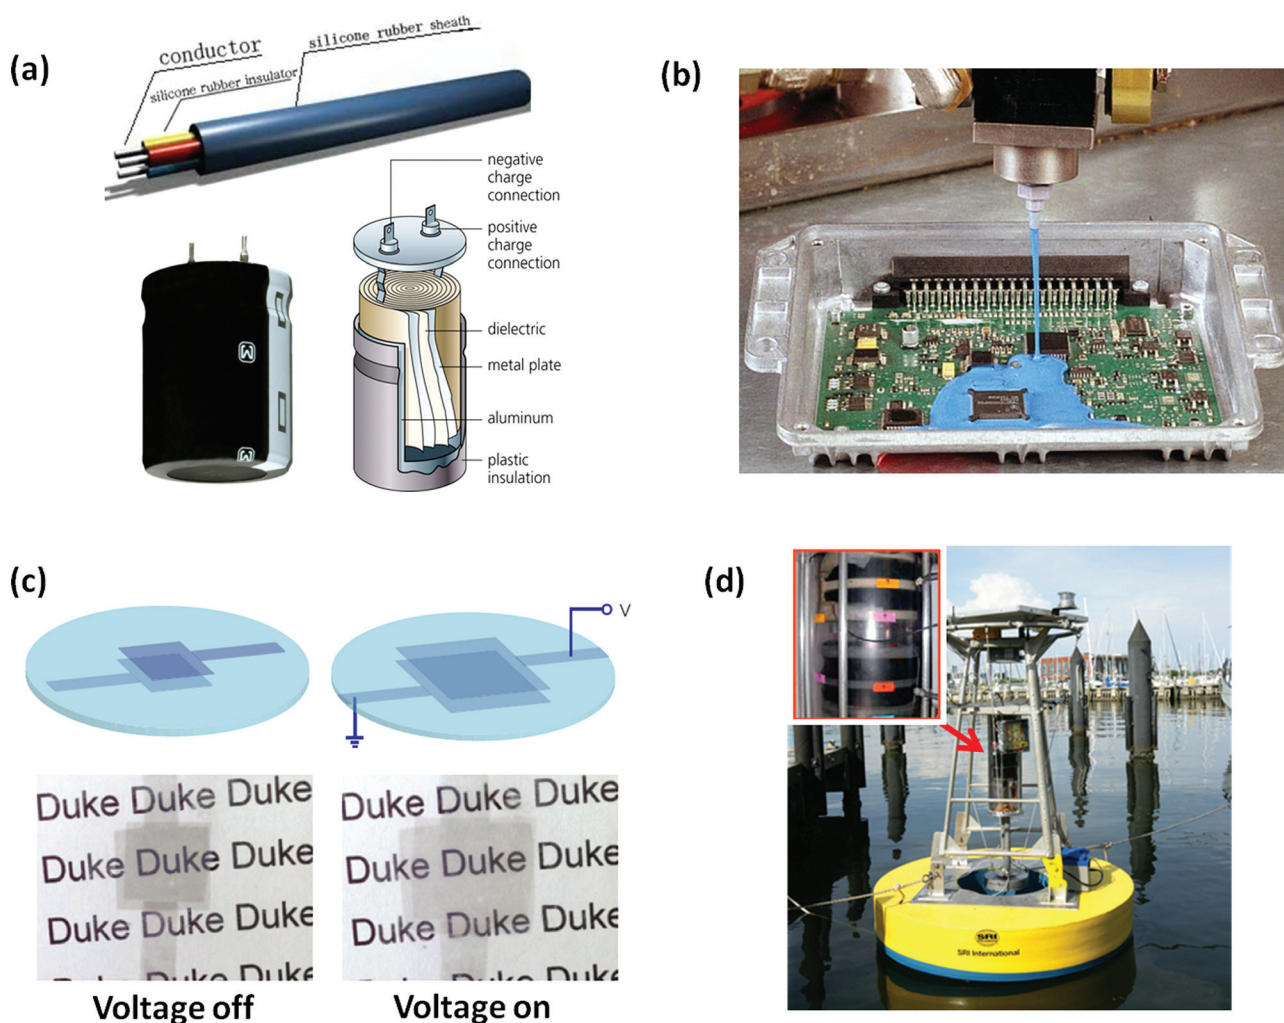 (a)
conductor
silicone rubber insulator
silicone rubber sheath
negative
charge
connection
positive
charge
connection
dielectric
metal plate
aluminum
plastic
insulation
(b)
(c)
V
Duke Duke Duke
Duke Duke Duke
Duke Duke Duke
Voltage off
Duke Duke Duke
Duke Duke Duke
Duke Duke Duke
Voltage on
(d)
SRI
SRI International